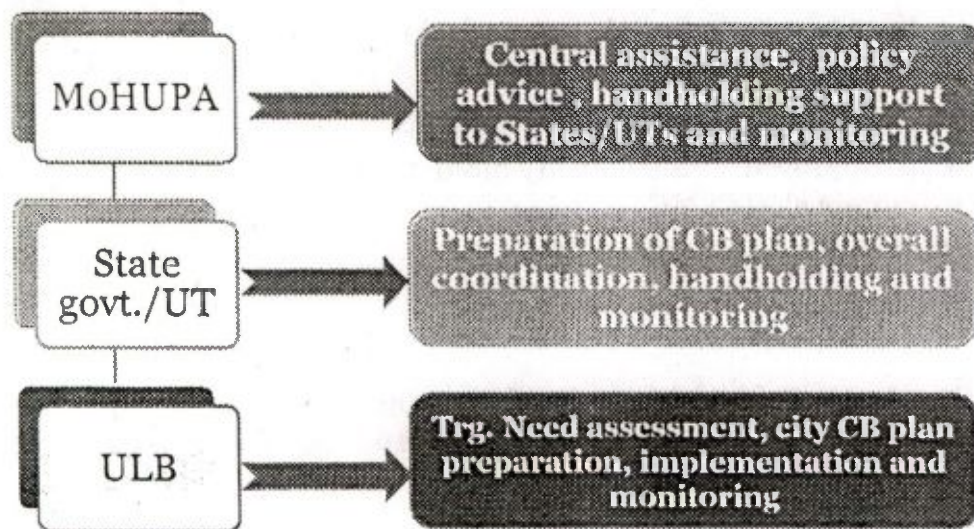 MoHUPA
Central assistance, policy
advice , handholding support
to States/UTs and monitoring
State
govt./UT
Preparation of CB plan, overall
coordination, handholding and
monitoring
ULB
Trg. Need assessment, city CB plan
preparation, implementation and
monitoring